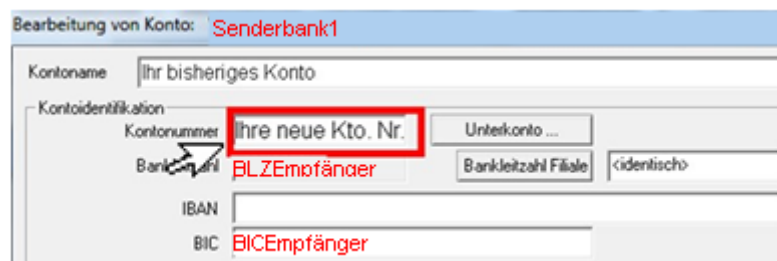 Bearbeitung von Konto: Senderbank1
Kontoname Ihr bisheriges Konto
Kontoidentifikation
Kontonummer Ihre neue Kto. Nr. Unterkonto ...
BLZEmpfänger Bankleitzahl Filiale <identisch>
IBAN
BIC BICEmpfänger